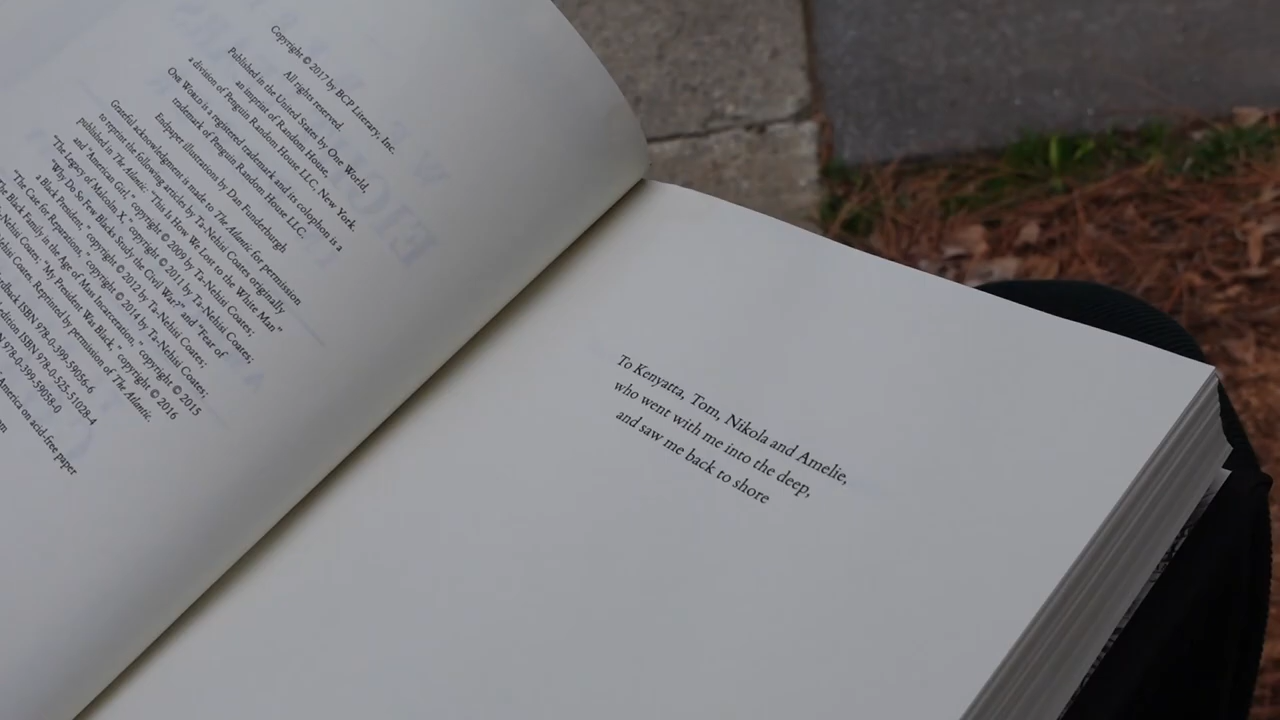 Copyright © 2017 by BCP Literary, Inc.
All rights reserved.
Published in the United States by One World,
an imprint of Random House,
a division of Penguin Random House LLC, New York.
One World is a registered trademark and its colophon is a
trademark of Penguin Random House LLC.
Endpaper illustrations by Dan Funderburgh
Grateful acknowledgment is made to The Atlantic for permission
to reprint the following articles by Ta-Nehisi Coates originally
published in The Atlantic: "This Is How We Lost to the White Man"
and "American Girl," copyright © 2009 by Ta-Nehisi Coates;
"The Legacy of Malcolm X," copyright © 2011 by Ta-Nehisi Coates;
"Why Do So Few Blacks Study the Civil War?" and "Fear of
a Black President," copyright © 2012 by Ta-Nehisi Coates;
"The Case for Reparations," copyright © 2014 by Ta-Nehisi Coates;
The Black Family in the Age of Mass Incarceration," copyright © 2015
-Nehisi Coates; "My President Was Black," copyright © 2016
Nehisi Coates. Reprinted by permission of The Atlantic.
ISBN 978-0-399-59056-6
edition ISBN 978-0-525-51028-4
978-0-399-59058-0
America on acid-free paper
To Kenyatta, Tom, Nikola and Amelie,
who went with me into the deep,
and saw me back to shore